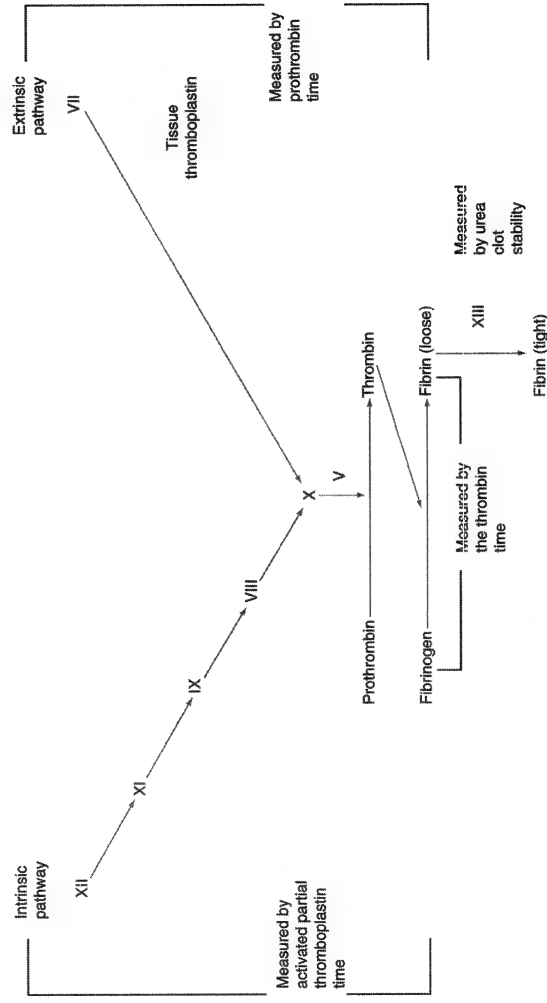 Intrinsic
pathway
Extrinsic
pathway
XII
VII
XI
Tissue
thromboplastin
IX
Measured by
activated partial
thromboplastin
time
VIII
Measured by
prothrombin
time
X
V
Prothrombin
Thrombin
Fibrinogen
Fibrin (loose)
Measured by
the thrombin
time
XIII
Measured
by urea
clot
stability
Fibrin (tight)